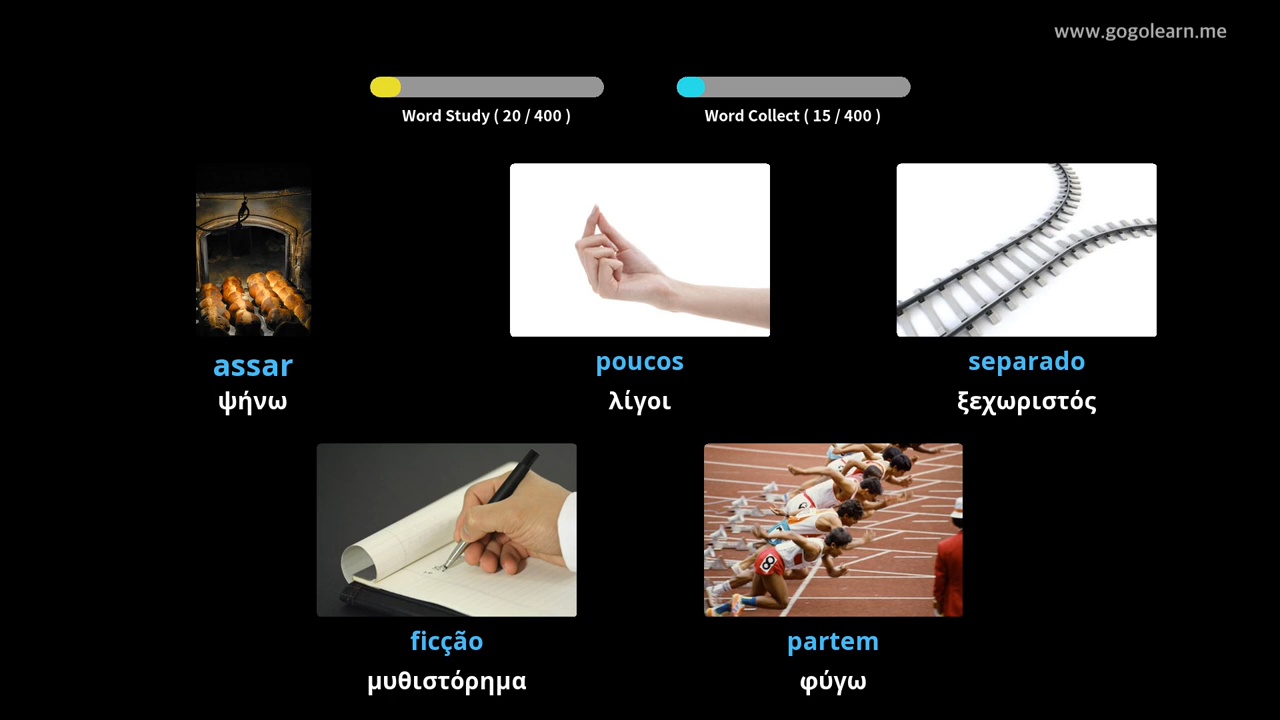 www.gogolearn.me
Word Study ( 20 / 400 )
Word Collect ( 15 / 400 )
assar
ψήνω
poucos
λίγοι
separado
ξεχωριστός
ficção
μυθιστόρημα
partem
φύγω